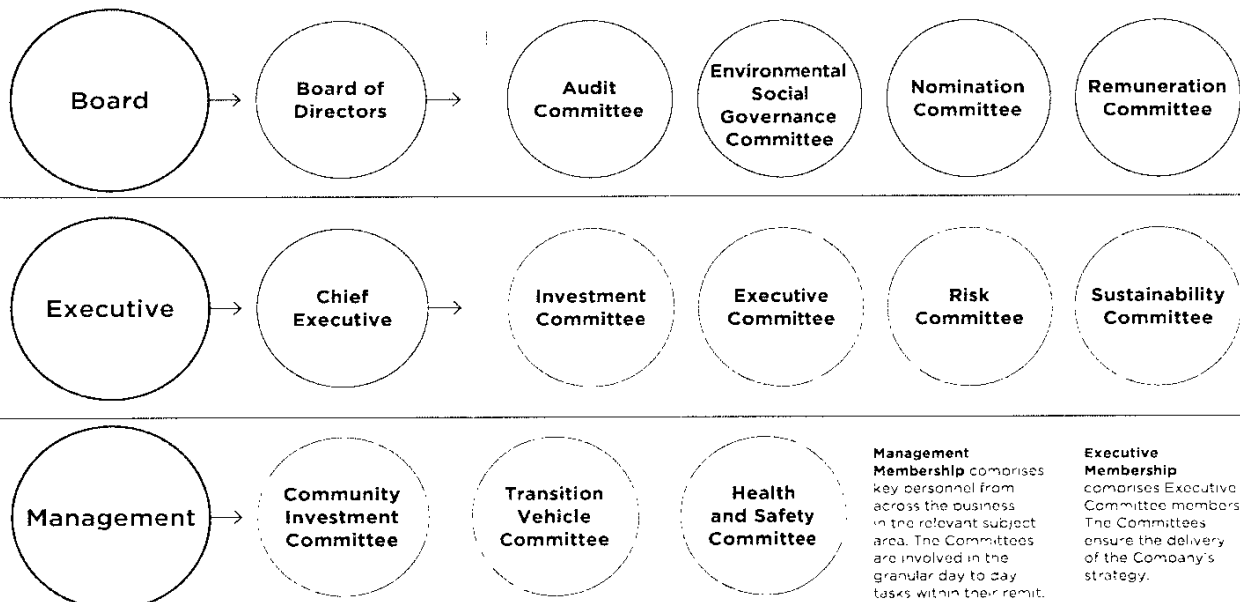 Board
Board of
Directors
Audit
Committee
Environmental
Social
Governance
Committee
Nomination
Committee
Remuneration
Committee
Executive
Chief
Executive
Investment
Committee
Executive
Committee
Risk
Committee
Sustainability
Committee
Management
Community
Investment
Committee
Transition
Vehicle
Committee
Health
and Safety
Committee
Management
Membership comprises
key personnel from
across the business
in the relevant subject
area. The Committees
are involved in the
granular day to day
tasks within their remit.
Executive
Membership
comprises Executive
Committee members
The Committees
ensure the delivery
of the Company's
strategy.